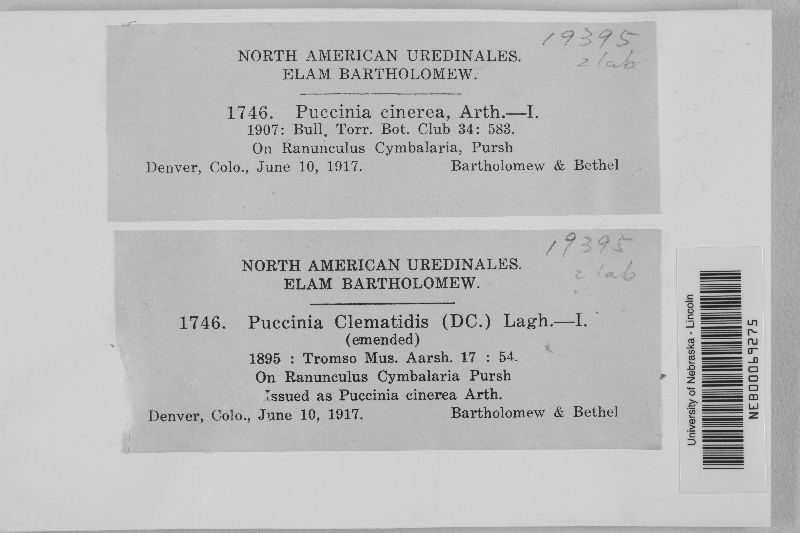 19395
2 lab
NORTH AMERICAN UREDINALES.
ELAM BARTHOLOMEW.
1746. Puccinia cinerea, Arth.—I.
1907: Bull. Torr. Bot. Club 34: 583.
On Ranunculus Cymbalaria, Pursh
Denver, Colo., June 10, 1917. Bartholomew & Bethel
19395
2 lab
NORTH AMERICAN UREDINALES.
ELAM BARTHOLOMEW.
1746. Puccinia Clematidis (DC.) Lagh.—I.
(emended)
1895 : Tromso Mus. Aarsh. 17 : 54.
On Ranunculus Cymbalaria Pursh
Issued as Puccinia cinerea Arth.
Denver, Colo., June 10, 1917. Bartholomew & Bethel
University of Nebraska - Lincoln
NEB00069275